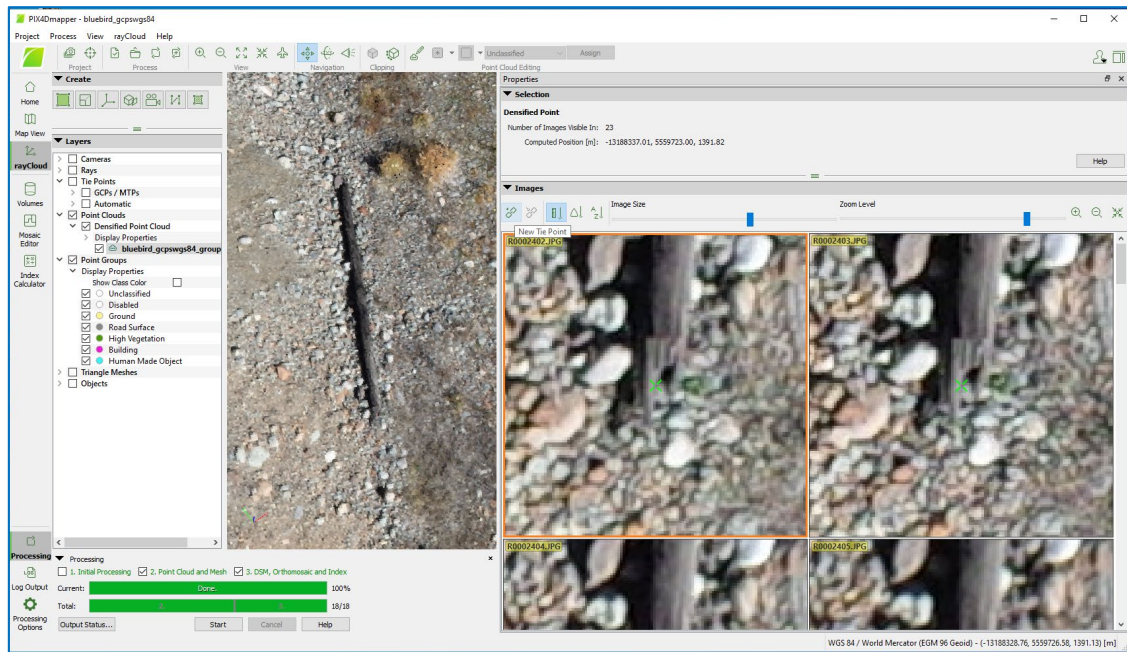 PIX4Dmapper - bluebird_gcpswgs84
Project Process View rayCloud Help
Unclassified Assign
Project Process View Navigation Clipping Point Cloud Editing
Home
Map View
rayCloud
Volumes
Mosaic
Editor
Index
Calculator
Processing
Log Output
Processing
Options
Create
Layers
Cameras
Rays
Tie Points
GCPs / MTPs
Automatic
Point Clouds
Densified Point Cloud
Display Properties
bluebird_gcpswgs84_group
Point Groups
Display Properties
Show Class Color
Unclassified
Disabled
Ground
Road Surface
High Vegetation
Building
Human Made Object
Triangle Meshes
Objects
Processing
1. Initial Processing 2. Point Cloud and Mesh 3. DSM, Orthomosaic and Index
Current: Done. 100%
Total: 2. 3. 18/18
Output Status... Start Cancel Help
Properties
Selection
Densified Point
Number of Images Visible In: 23
Computed Position [m]: -13188337.01, 5559723.00, 1391.82
Help
Images
Image Size Zoom Level
New Tie Point
R0002402.JPG
R0002403.JPG
R0002404.JPG
R0002405.JPG
WGS 84 / World Mercator (EGM 96 Geoid) - (-13188328.76, 5559726.58, 1391.13) [m]